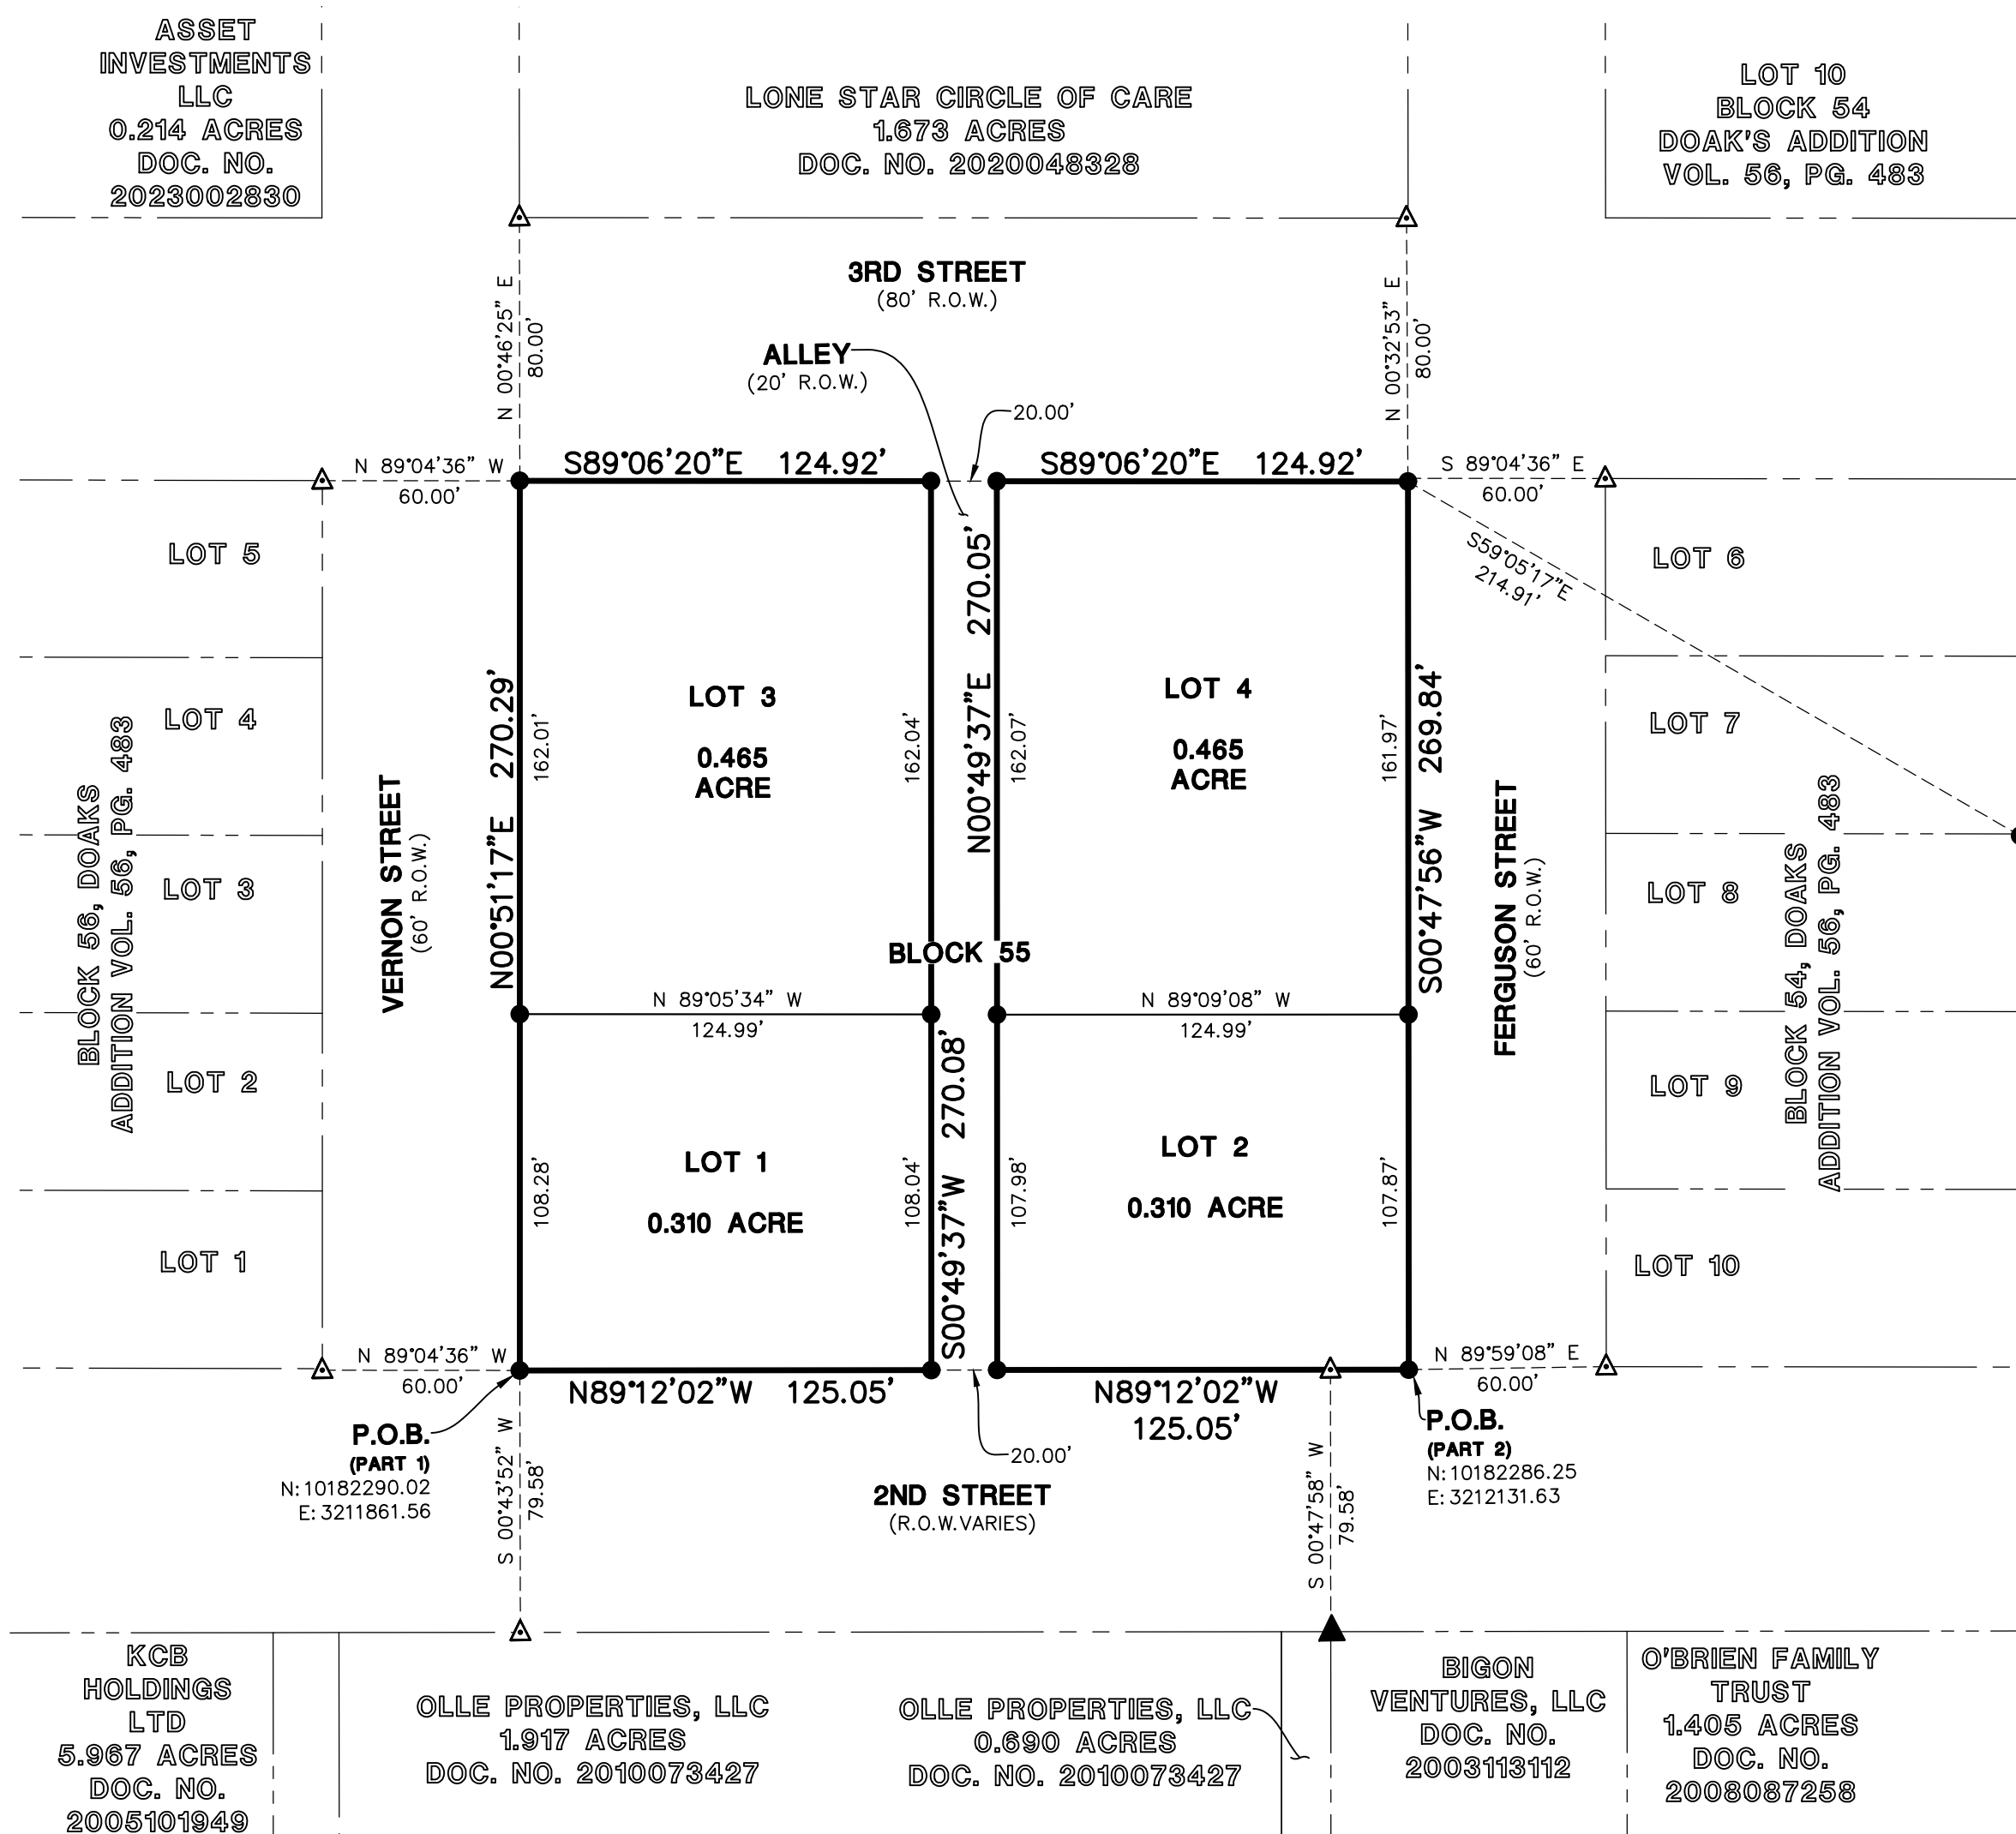 ASSET
INVESTMENTS
LLC
0.214 ACRES
DOC. NO.
2023002830
LONE STAR CIRCLE OF CARE
1.673 ACRES
DOC. NO. 2020048328
LOT 10
BLOCK 54
DOAK'S ADDITION
VOL. 56, PG. 483
3RD STREET
(80' R.O.W.)
N 00°46'25" E
80.00'
N 00°32'53" E
80.00'
ALLEY
(20' R.O.W.)
20.00'
N 89°04'36" W
60.00'
S89°06'20"E 124.92'
S89°06'20"E 124.92'
S 89°04'36" E
60.00'
S59°05'17"E
214.91'
LOT 5
LOT 4
LOT 3
LOT 2
LOT 1
BLOCK 56, DOAKS
ADDITION VOL. 56, PG. 483
VERNON STREET
(60' R.O.W.)
N00°51'17"E 270.29'
162.01'
LOT 3
0.465
ACRE
162.04'
N00°49'37"E 270.05'
162.07'
LOT 4
0.465
ACRE
161.97'
S00°47'56"W 269.84'
FERGUSON STREET
(60' R.O.W.)
LOT 6
LOT 7
LOT 8
LOT 9
LOT 10
BLOCK 54, DOAKS
ADDITION VOL. 56, PG. 483
BLOCK 55
N 89°05'34" W
124.99'
N 89°09'08" W
124.99'
108.28'
LOT 1
0.310 ACRE
108.04'
S00°49'37"W 270.08'
107.98'
LOT 2
0.310 ACRE
107.87'
N 89°04'36" W
60.00'
N89°12'02"W 125.05'
N89°12'02"W
125.05'
N 89°59'08" E
60.00'
P.O.B.
(PART 1)
N:10182290.02
E:3211861.56
S 00°43'52" W
79.58'
20.00'
2ND STREET
(R.O.W.VARIES)
S 00°47'58" W
79.58'
P.O.B.
(PART 2)
N:10182286.25
E:3212131.63
KCB
HOLDINGS
LTD
5.967 ACRES
DOC. NO.
2005101949
OLLE PROPERTIES, LLC
1.917 ACRES
DOC. NO. 2010073427
OLLE PROPERTIES, LLC
0.690 ACRES
DOC. NO. 2010073427
BIGON
VENTURES, LLC
DOC. NO.
2003113112
O'BRIEN FAMILY
TRUST
1.405 ACRES
DOC. NO.
2008087258